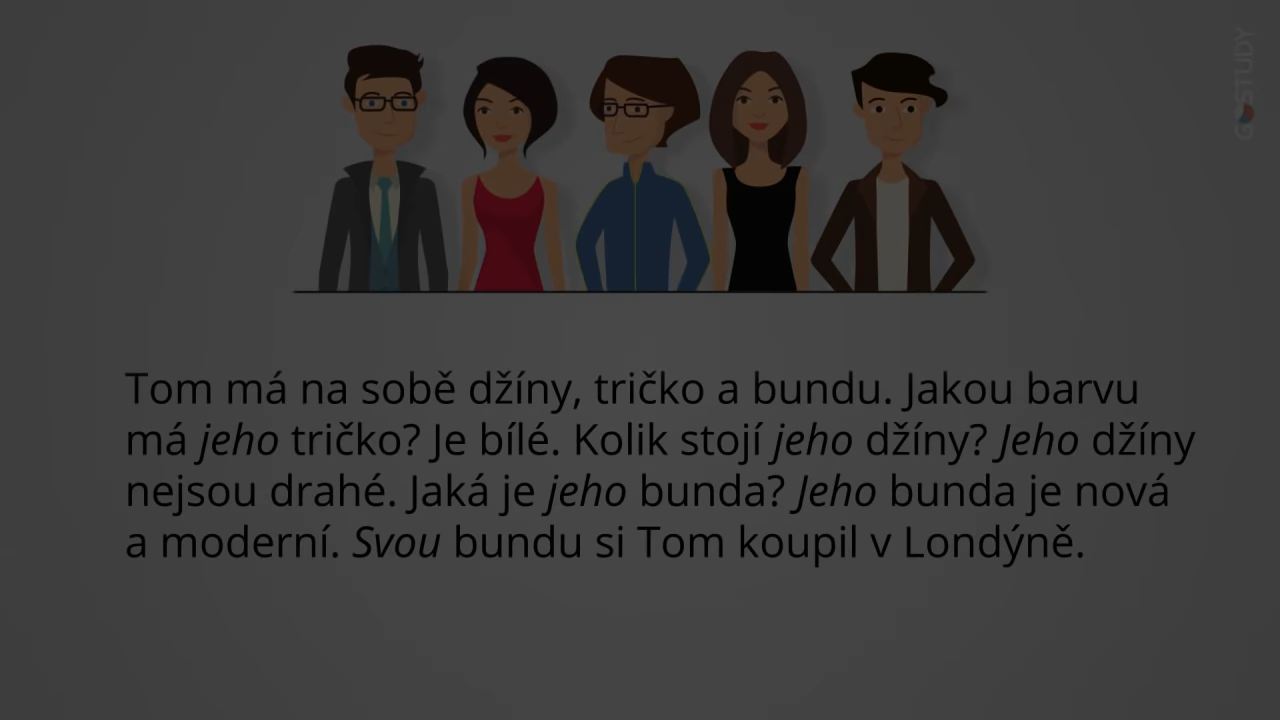 GOSTUDY
Tom má na sobě džíny, tričko a bundu. Jakou barvu
má jeho tričko? Je bílé. Kolik stojí jeho džíny? Jeho džíny
nejsou drahé. Jaká je jeho bunda? Jeho bunda je nová
a moderní. Svou bundu si Tom koupil v Londýně.